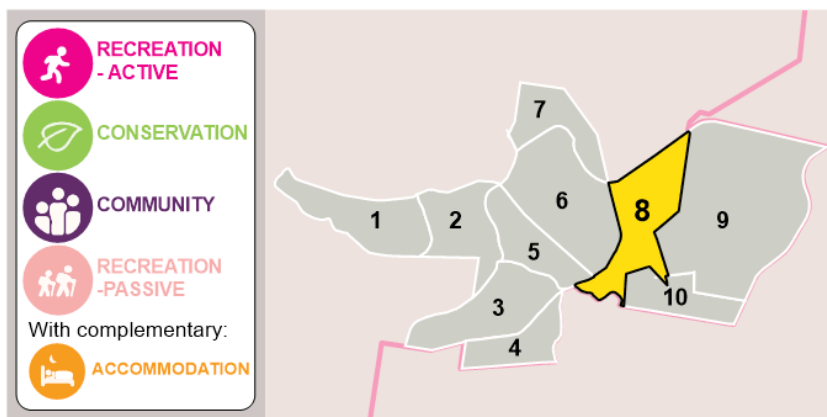 RECREATION
- ACTIVE
CONSERVATION
COMMUNITY
RECREATION
-PASSIVE
With complementary:
ACCOMMODATION
1
2
3
4
5
6
7
8
9
10